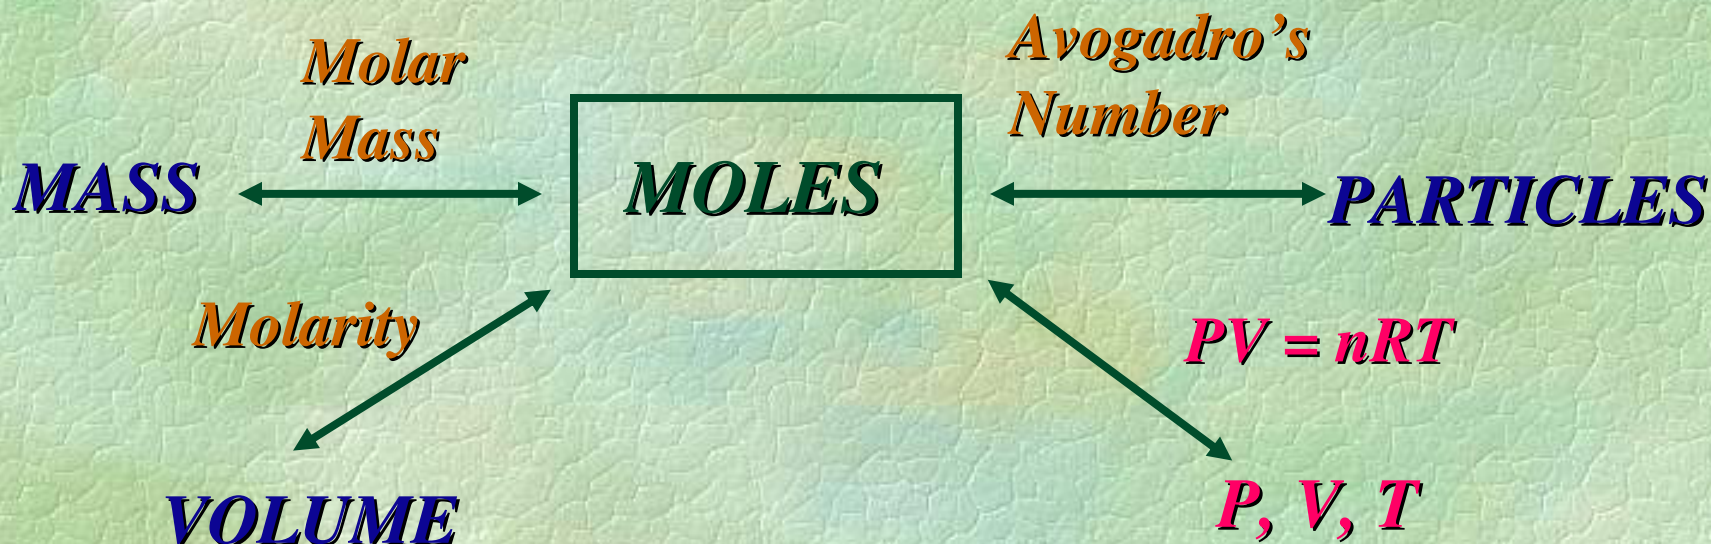 Molar
Mass
Avogadro’s
Number
MASS
MOLES
PARTICLES
Molarity
PV = nRT
VOLUME
P, V, T